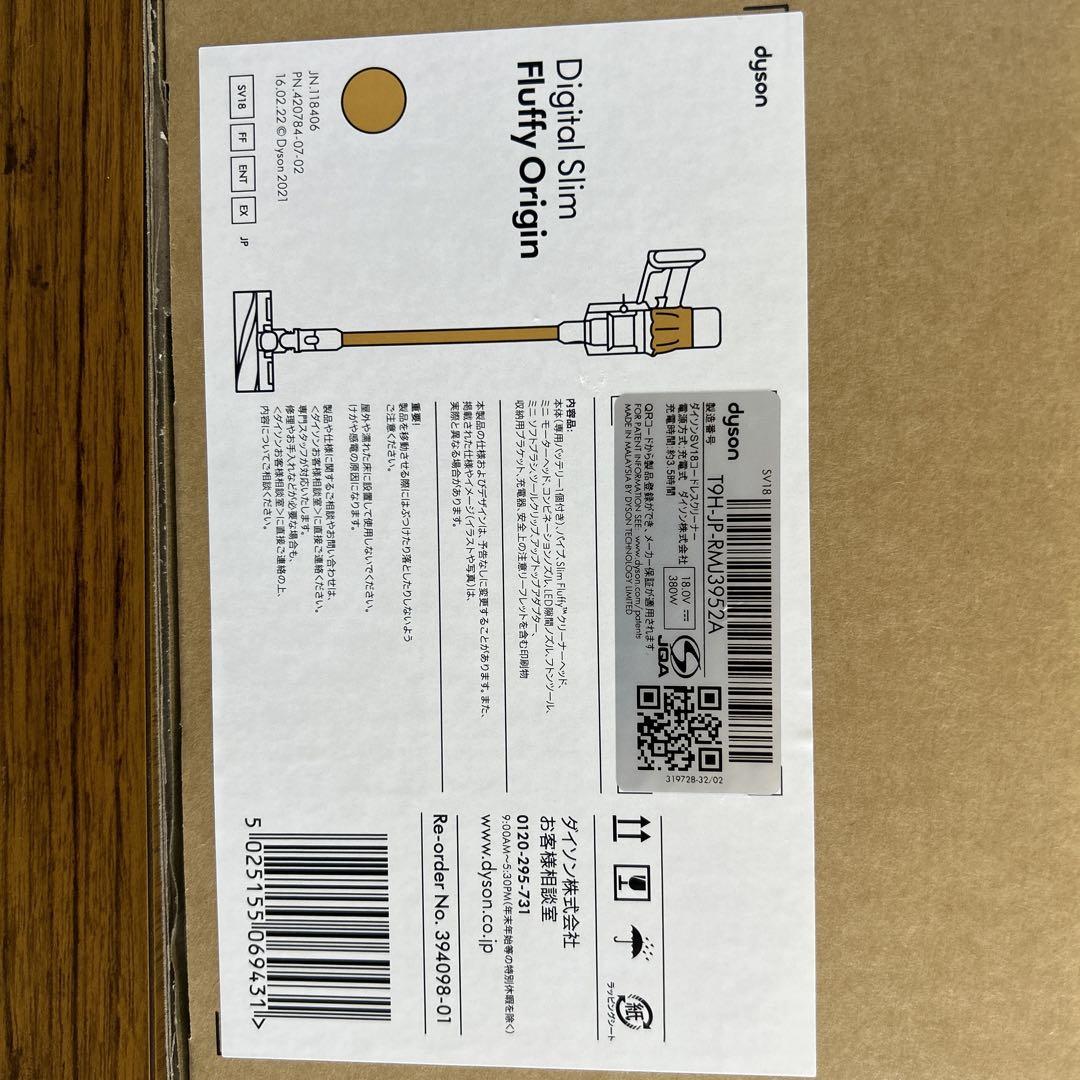 dyson
Digital Slim
Fluffy Origin
JN.118406
PN.420784-07-02
16.02.22 © Dyson 2021
SV18 FF ENT EX JP
SV18
dyson
製造番号 T9H-JP-RMJ3952A
ダイソンSV18コードレスクリーナー
電源方式 充電式 ダイソン株式会社
充電時間 約3.5時間
18.0V
380W
JQA
QRコードから製品登録ができ、メーカー保証が適用されます
FOR PATENT INFORMATION SEE: www.dyson.com/patents
MADE IN MALAYSIA BY DYSON TECHNOLOGY LIMITED
319728-32/02
内容品:
本体(専用バッテリー1個付き)、パイプ、Slim Fluffy™クリーナーヘッド、
ミニ モーターヘッド、コンビネーションノズル、LED隙間ノズル、フトンツール、
ミニ ソフトブラシ、ツールクリップ、アップトップアダプター、
収納用ブラケット、充電器、安全上の注意リーフレットを含む印刷物
本製品の仕様およびデザインは、予告なしに変更することがあります。また、
掲載された仕様やイメージ(イラストや写真)は、
実際と異なる場合があります。
重要!
製品を移動させる際にはぶつけたり落としたりしないよう
ご注意ください。
屋外や濡れた床に設置して使用しないでください。
けがや感電の原因になります。
製品や仕様に関するご相談やお問い合わせは、
<ダイソンお客様相談室>に直接ご連絡ください。
専門スタッフが対応いたします。
修理やお手入れなどが必要な場合も、
<ダイソンお客様相談室>に直接ご連絡の上、
内容についてご相談ください。
紙
ラッピングシート
ダイソン株式会社
お客様相談室
0120-295-731
9:00AM~5:30PM(年末年始等の特別休暇を除く)
www.dyson.co.jp
Re-order No. 394098-01
5 025155 069431 >